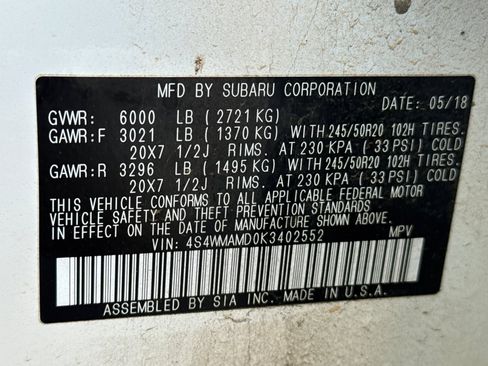 MFD BY SUBARU CORPORATION
DATE: 05/18
GVWR: 6000 LB ( 2721 KG)
GAWR:F 3021 LB ( 1370 KG) WITH 245/50R20 102H TIRES.
20X7 1/2J RIMS. AT 230 KPA ( 33 PSI) COLD
GAWR:R 3296 LB ( 1495 KG) WITH 245/50R20 102H TIRES.
20X7 1/2J RIMS. AT 230 KPA ( 33 PSI) COLD
THIS VEHICLE CONFORMS TO ALL APPLICABLE FEDERAL MOTOR
VEHICLE SAFETY AND THEFT PREVENTION STANDARDS
IN EFFECT ON THE DATE OF MANUFACTURE SHOWN ABOVE.
VIN: 4S4WMAMD0K3402552 MPV
ASSEMBLED BY SIA INC. MADE IN U.S.A.